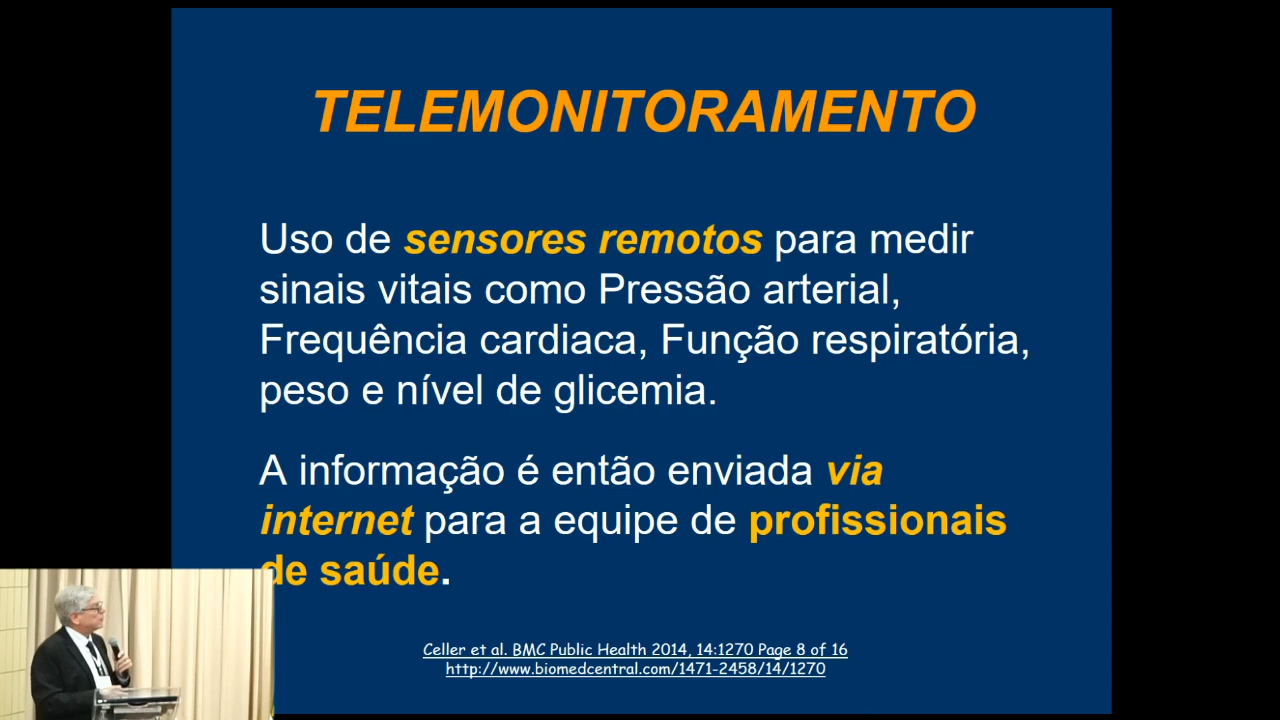 TELEMONITORAMENTO
Uso de sensores remotos para medir
sinais vitais como Pressão arterial,
Frequência cardiaca, Função respiratória,
peso e nível de glicemia.
A informação é então enviada via
internet para a equipe de profissionais
de saúde.
Celler et al. BMC Public Health 2014, 14:1270 Page 8 of 16
http://www.biomedcentral.com/1471-2458/14/1270